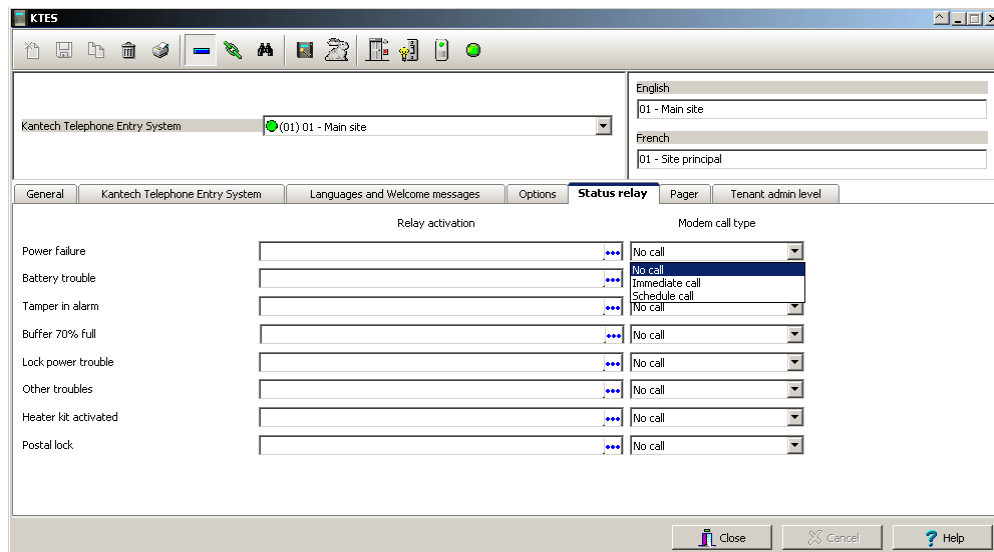 KTES
English
01 - Main site
Kantech Telephone Entry System
(01) 01 - Main site
French
01 - Site principal
General
Kantech Telephone Entry System
Languages and Welcome messages
Options
Status relay
Pager
Tenant admin level
Relay activation
Modem call type
Power failure
No call
Battery trouble
No call
Immediate call
Schedule call
Tamper in alarm
No call
Buffer 70% full
No call
Lock power trouble
No call
Other troubles
No call
Heater kit activated
No call
Postal lock
No call
Close
Cancel
Help